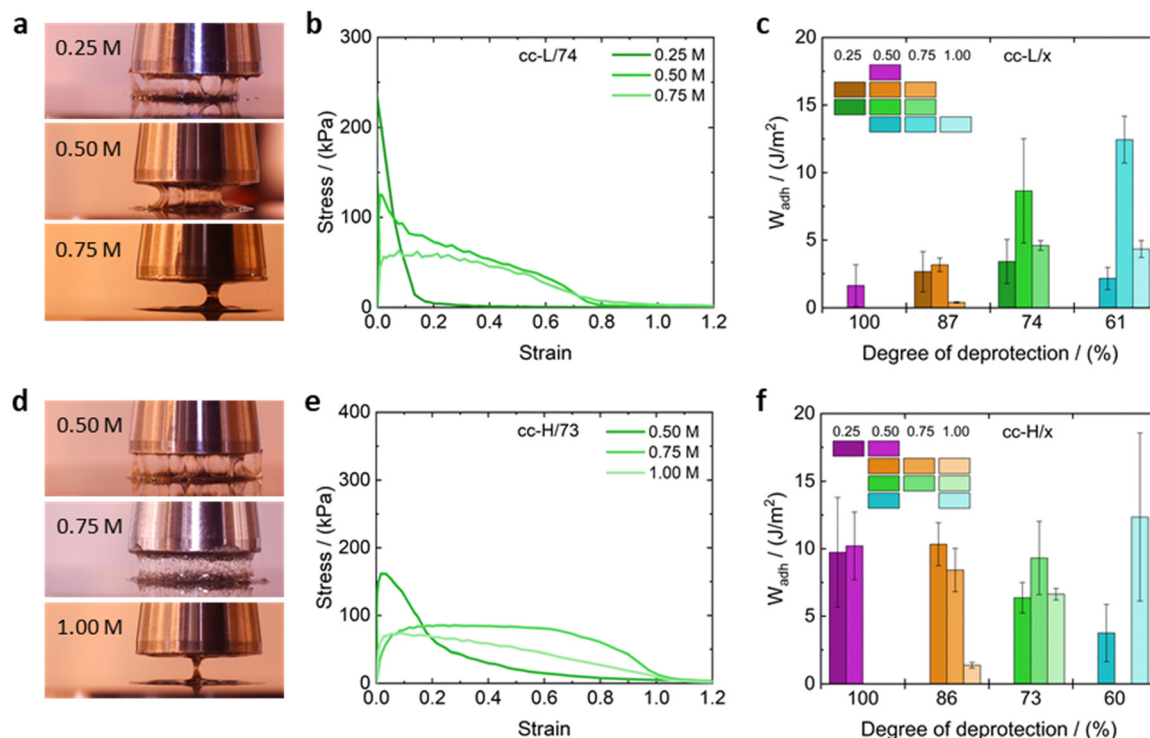 a
0.25 M
0.50 M
0.75 M
b
300
200
100
0
Stress / (kPa)
cc-L/74
0.25 M
0.50 M
0.75 M
0.0 0.2 0.4 0.6 0.8 1.0 1.2
Strain
c
20
15
10
5
0
W_adh / (J/m²)
0.25 0.50 0.75 1.00
cc-L/x
100 87 74 61
Degree of deprotection / (%)
d
0.50 M
0.75 M
1.00 M
e
400
300
200
100
0
Stress / (kPa)
cc-H/73
0.50 M
0.75 M
1.00 M
0.0 0.2 0.4 0.6 0.8 1.0 1.2
Strain
f
20
15
10
5
0
W_adh / (J/m²)
0.25 0.50 0.75 1.00
cc-H/x
100 86 73 60
Degree of deprotection / (%)